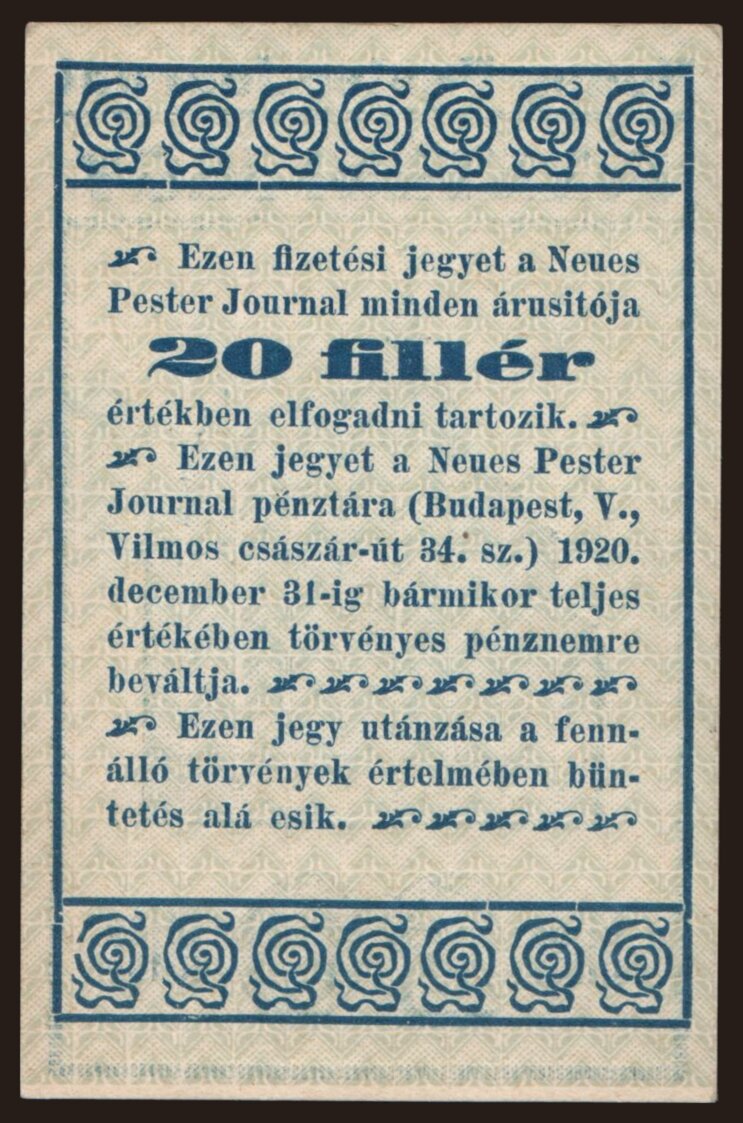 Ezen fizetési jegyet a Neues
Pester Journal minden árusitója
20 fillér
értékben elfogadni tartozik.
Ezen jegyet a Neues Pester
Journal pénztára (Budapest, V.,
Vilmos császár-út 34. sz.) 1920.
december 31-ig bármikor teljes
értékében törvényes pénznemre
beváltja.
Ezen jegy utánzása a fenn-
álló törvények értelmében bün-
tetés alá esik.